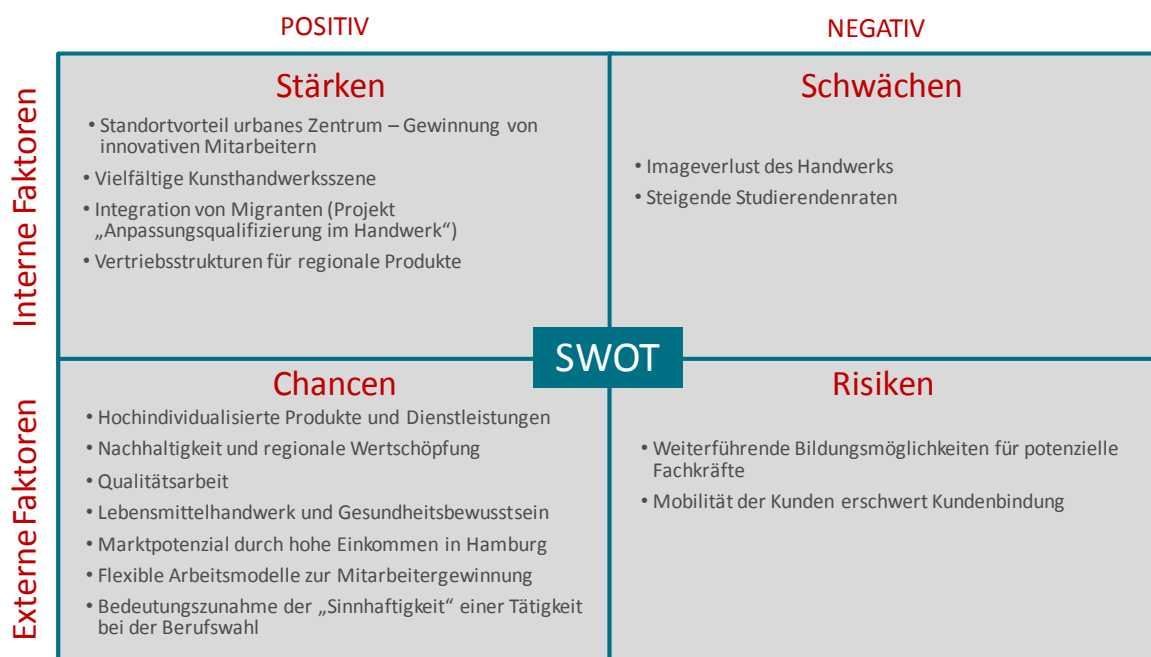 POSITIV
NEGATIV
Interne Faktoren
Stärken
• Standortvorteil urbanes Zentrum – Gewinnung von
innovativen Mitarbeitern
• Vielfältige Kunsthandwerksszene
• Integration von Migranten (Projekt
„Anpassungsqualifizierung im Handwerk“)
• Vertriebsstrukturen für regionale Produkte
Schwächen
• Imageverlust des Handwerks
• Steigende Studierendenraten
SWOT
Externe Faktoren
Chancen
• Hochindividualisierte Produkte und Dienstleistungen
• Nachhaltigkeit und regionale Wertschöpfung
• Qualitätsarbeit
• Lebensmittelhandwerk und Gesundheitsbewusstsein
• Marktpotenzial durch hohe Einkommen in Hamburg
• Flexible Arbeitsmodelle zur Mitarbeitergewinnung
• Bedeutungszunahme der „Sinnhaftigkeit“ einer Tätigkeit
bei der Berufswahl
Risiken
• Weiterführende Bildungsmöglichkeiten für potenzielle
Fachkräfte
• Mobilität der Kunden erschwert Kundenbindung